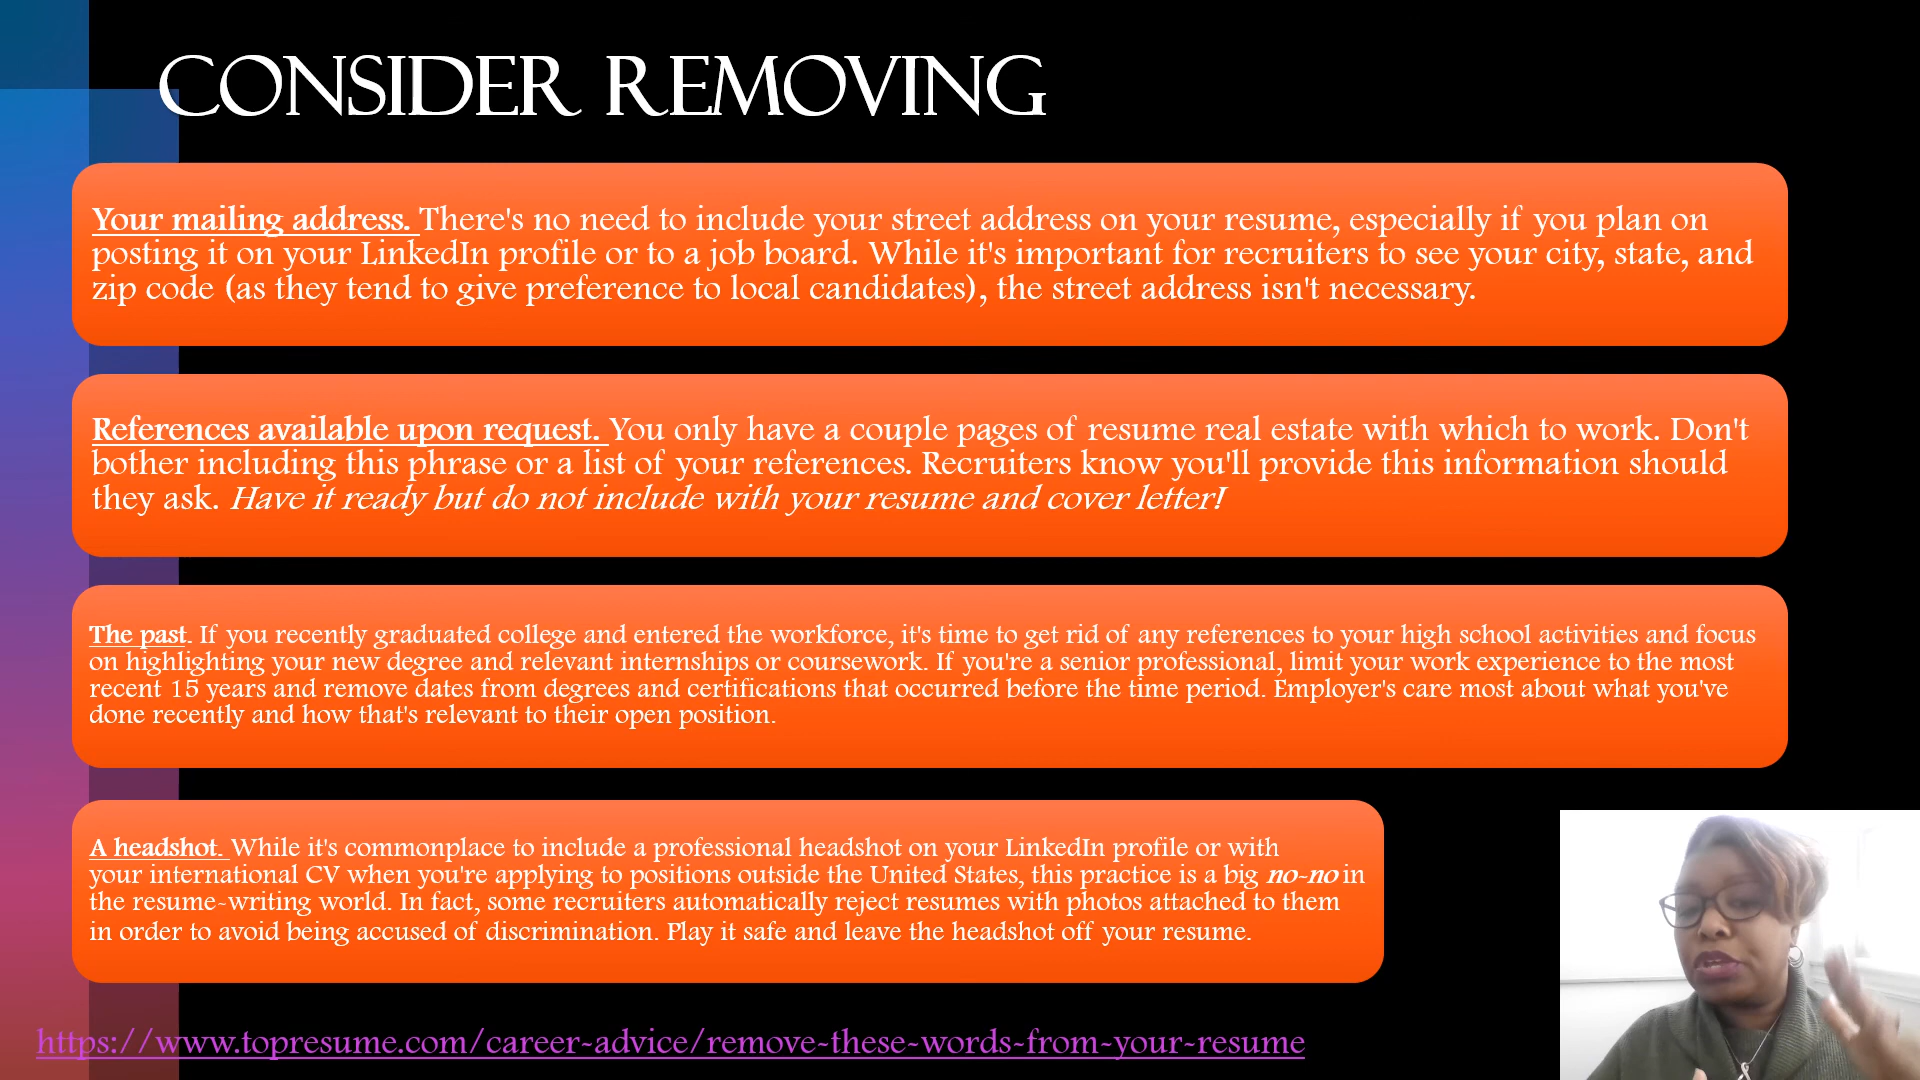 CONSIDER REMOVING
Your mailing address. There's no need to include your street address on your resume, especially if you plan on
posting it on your LinkedIn profile or to a job board. While it's important for recruiters to see your city, state, and
zip code (as they tend to give preference to local candidates), the street address isn't necessary.
References available upon request. You only have a couple pages of resume real estate with which to work. Don't
bother including this phrase or a list of your references. Recruiters know you'll provide this information should
they ask. Have it ready but do not include with your resume and cover letter!
The past. If you recently graduated college and entered the workforce, it's time to get rid of any references to your high school activities and focus
on highlighting your new degree and relevant internships or coursework. If you're a senior professional, limit your work experience to the most
recent 15 years and remove dates from degrees and certifications that occurred before the time period. Employer's care most about what you've
done recently and how that's relevant to their open position.
A headshot. While it's commonplace to include a professional headshot on your LinkedIn profile or with
your international CV when you're applying to positions outside the United States, this practice is a big no-no in
the resume-writing world. In fact, some recruiters automatically reject resumes with photos attached to them
in order to avoid being accused of discrimination. Play it safe and leave the headshot off your resume.
https://www.topresume.com/career-advice/remove-these-words-from-your-resume